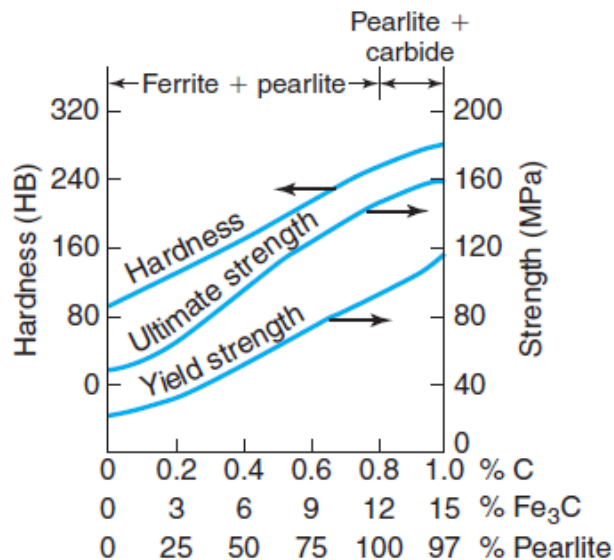 Pearlite +
carbide
Ferrite + pearlite
320
240
160
80
0
Hardness (HB)
Hardness
Ultimate strength
Yield strength
200
160
120
80
40
0
Strength (MPa)
0 0.2 0.4 0.6 0.8 1.0 % C
0 3 6 9 12 15 % Fe₃C
0 25 50 75 100 97 % Pearlite